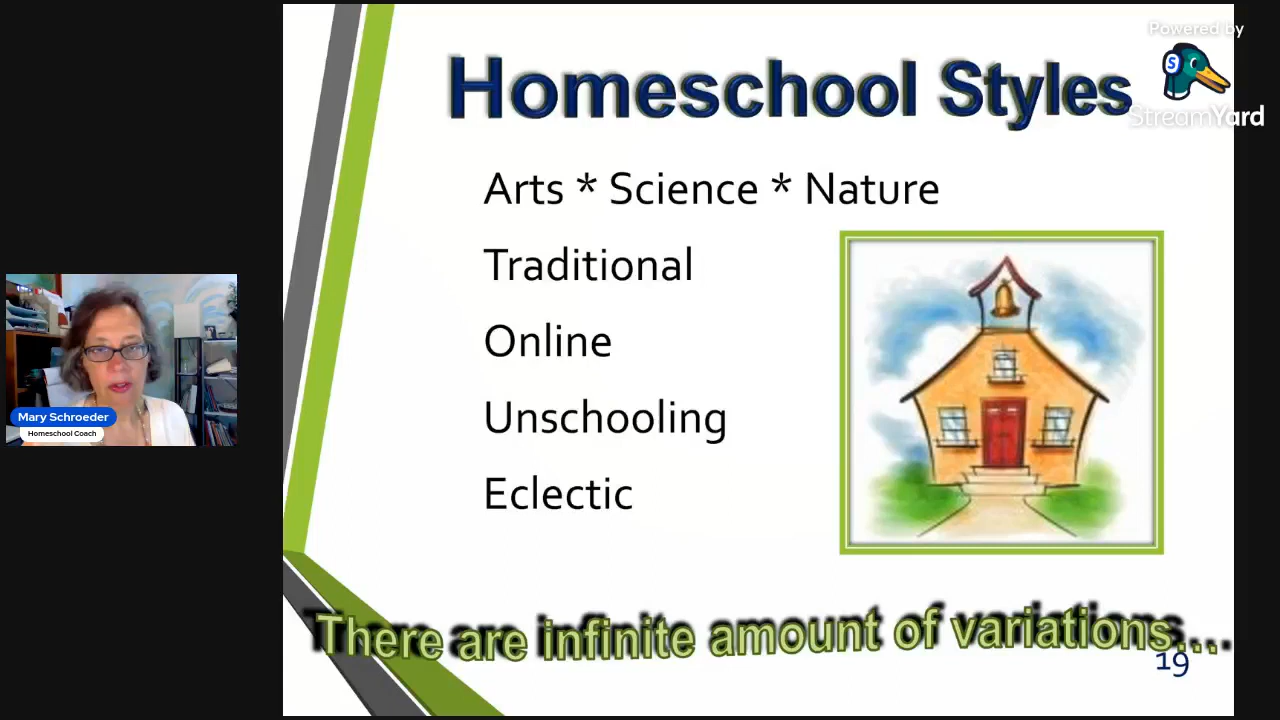 Powered by
StreamYard
Homeschool Styles
Arts * Science * Nature
Traditional
Online
Unschooling
Eclectic
There are infinite amount of variations...
19
Mary Schroeder
Homeschool Coach